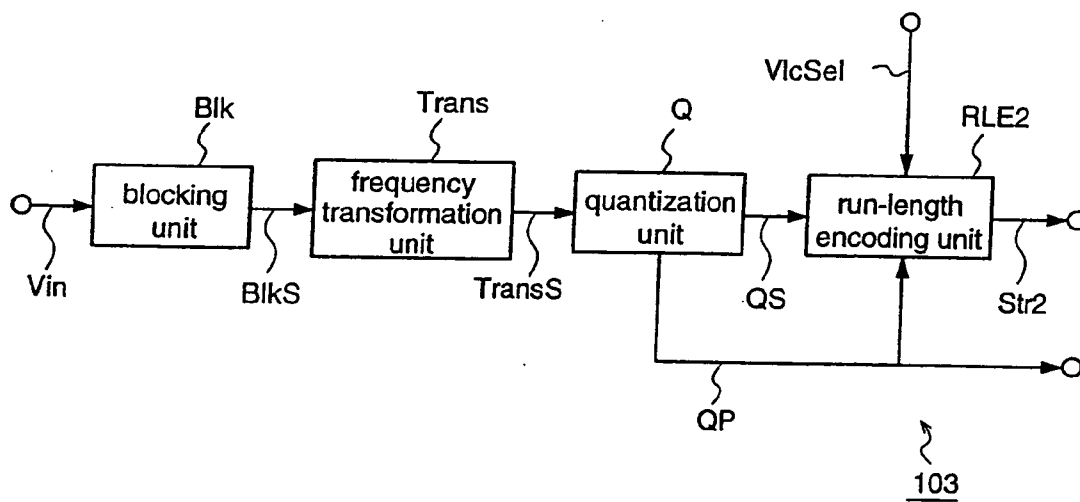 VlcSel
Blk
Trans
Q
RLE2
blocking
unit
frequency
transformation
unit
quantization
unit
run-length
encoding unit
Vin
BlkS
TransS
QS
Str2
QP
103